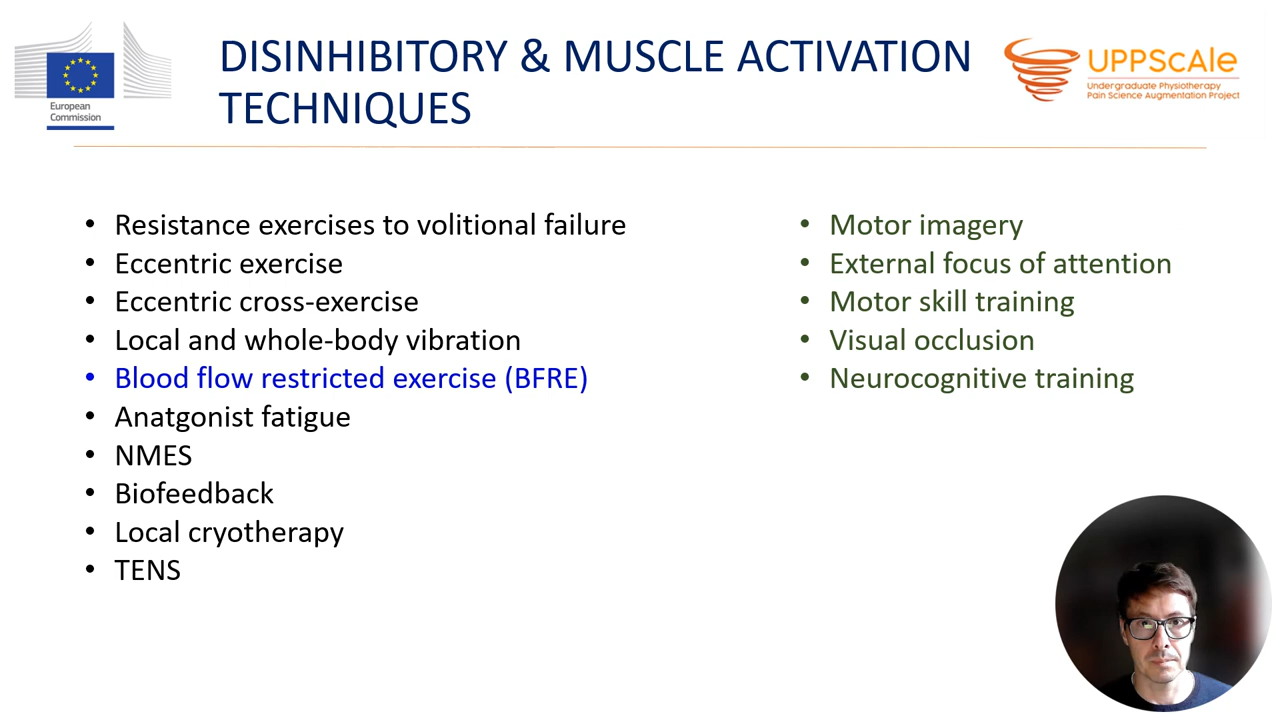 European
Commission
DISINHIBITORY & MUSCLE ACTIVATION
TECHNIQUES
UPPScale
Undergraduate Physiotherapy
Pain Science Augmentation Project
• Resistance exercises to volitional failure
• Eccentric exercise
• Eccentric cross-exercise
• Local and whole-body vibration
• Blood flow restricted exercise (BFRE)
• Anatgonist fatigue
• NMES
• Biofeedback
• Local cryotherapy
• TENS
• Motor imagery
• External focus of attention
• Motor skill training
• Visual occlusion
• Neurocognitive training